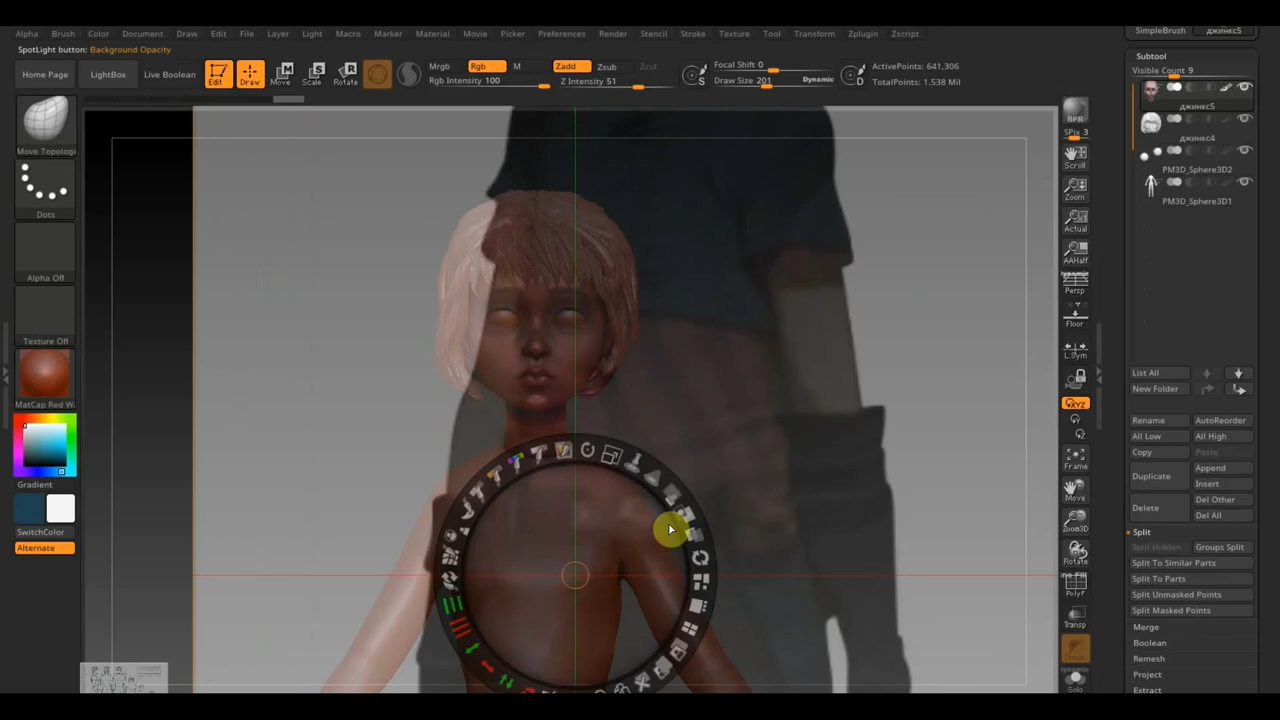 Alpha Brush Color Document Draw Edit File Layer Light Macro Marker Material Movie Picker Preferences Render Stencil Stroke Texture Tool Transform Zplugin Zscript
SimpleBrush джинкс5
SpotLight button: Background Opacity
Subtool
Home Page LightBox Live Boolean Edit Draw Move Scale Rotate
Mrgb Rgb M Zadd Zsub Zcut Focal Shift 0 ActivePoints: 641,306
Rgb Intensity 100 Z Intensity 51 Draw Size 201 Dynamic TotalPoints: 1.538 Mil
S D
Visible Count 9
джинкс5
джинкс4
PM3D_Sphere3D2
PM3D_Sphere3D1
Move Topologi
Dots
Alpha Off
Texture Off
MatCap Red W
Gradient
SwitchColor
Alternate
BPR
SPix 3
Scroll
Zoom
Actual
AAHalf
Dynamic
Persp
Floor
L.Sym
XYZ
Frame
Move
Zoom3D
Rotate
PolyF
Transp
Ghost
Dynamic
Solo
List All
New Folder
Rename AutoReorder
All Low All High
Copy Paste
Duplicate Append
Insert
Delete Del Other
Del All
Split
Split Hidden Groups Split
Split To Similar Parts
Split To Parts
Split Unmasked Points
Split Masked Points
Merge
Boolean
Remesh
Project
Extract